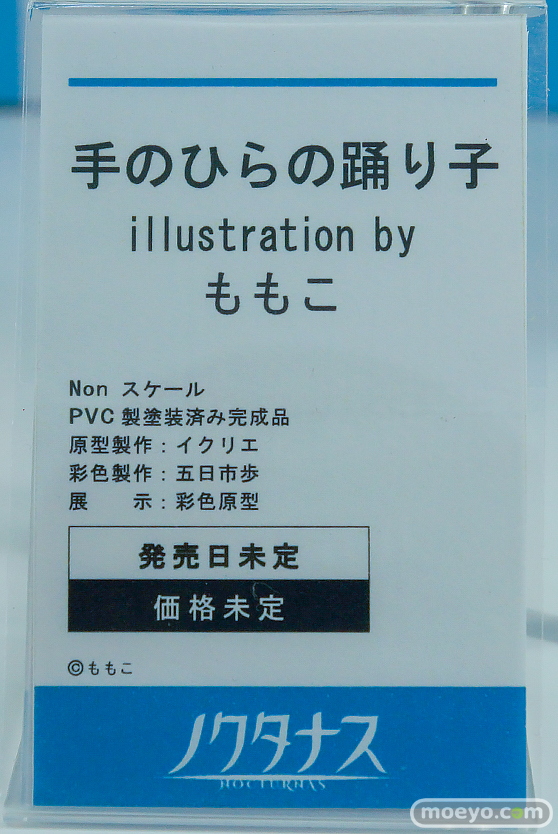 手のひらの踊り子
illustration by
ももこ
Non スケール
PVC製塗装済み完成品
原型製作：イクリエ
彩色製作：五日市歩
展　　示：彩色原型
発売日未定
価格未定
©ももこ
ノクタナス
NOCTURNAS
moeyo.com